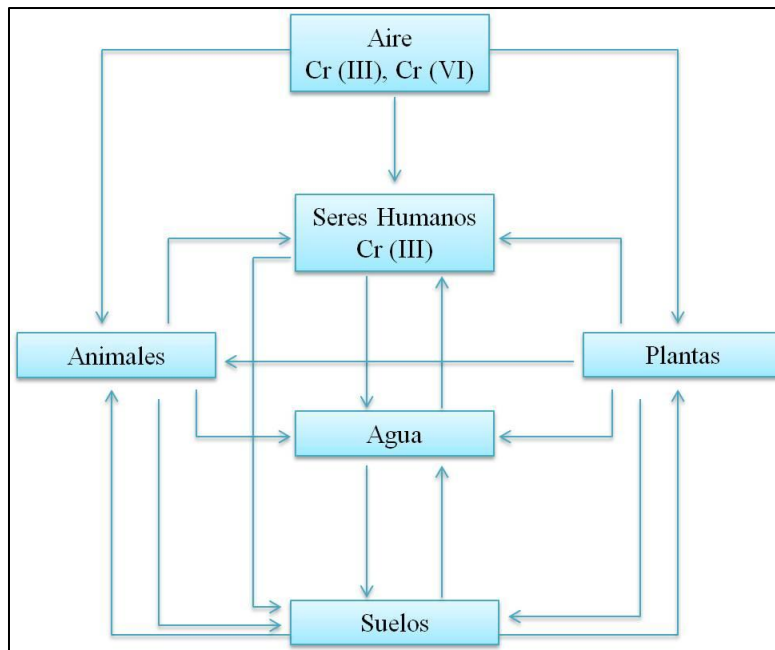 Aire
Cr (III), Cr (VI)
Seres Humanos
Cr (III)
Animales
Plantas
Agua
Suelos